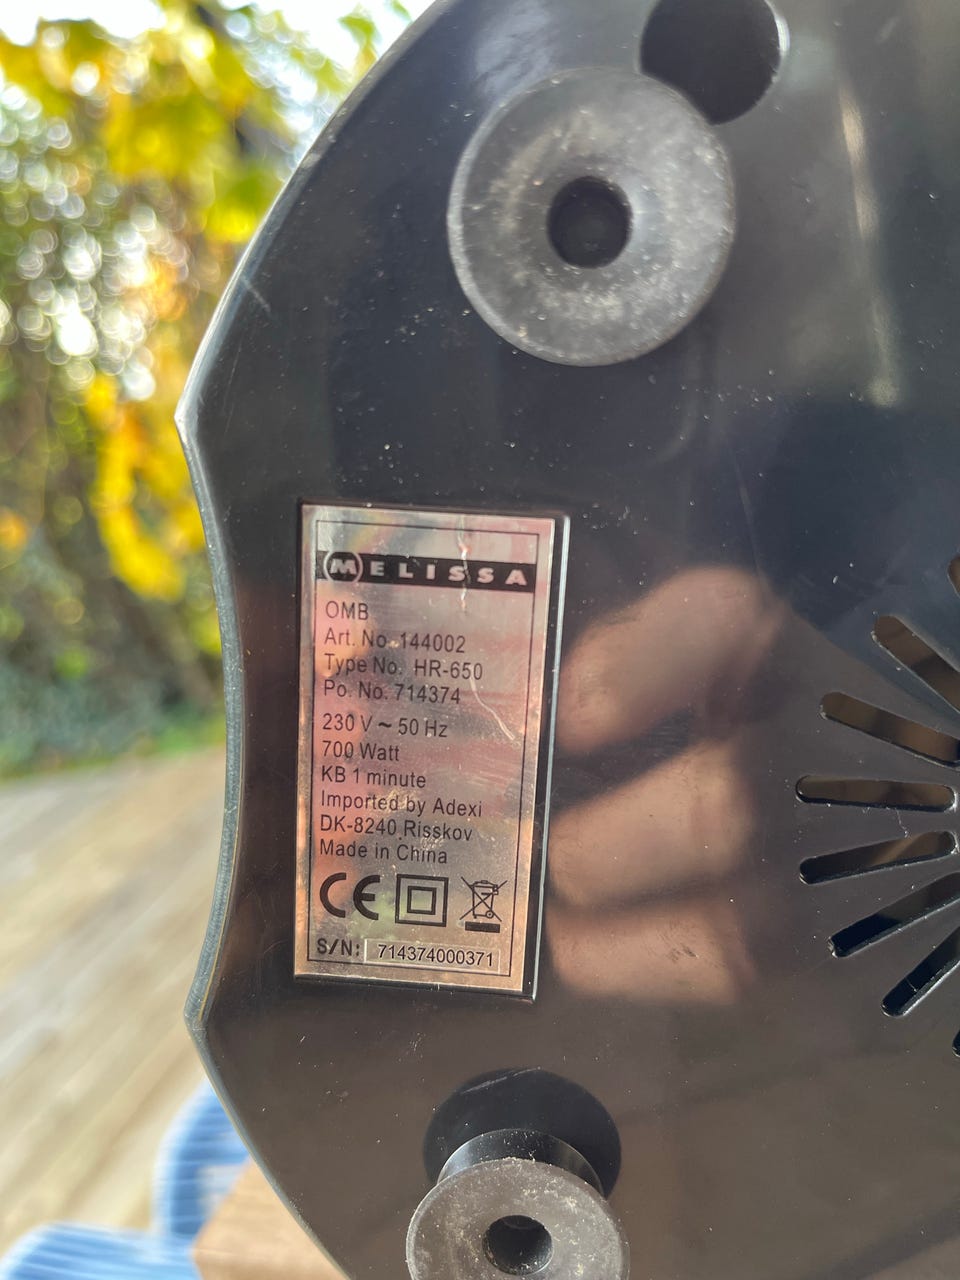 MELISSA
OMB
Art. No. 144002
Type No. HR-650
Po. No. 714374
230 V ~ 50 Hz
700 Watt
KB 1 minute
Imported by Adexi
DK-8240 Risskov
Made in China
CE
S/N: 714374000371